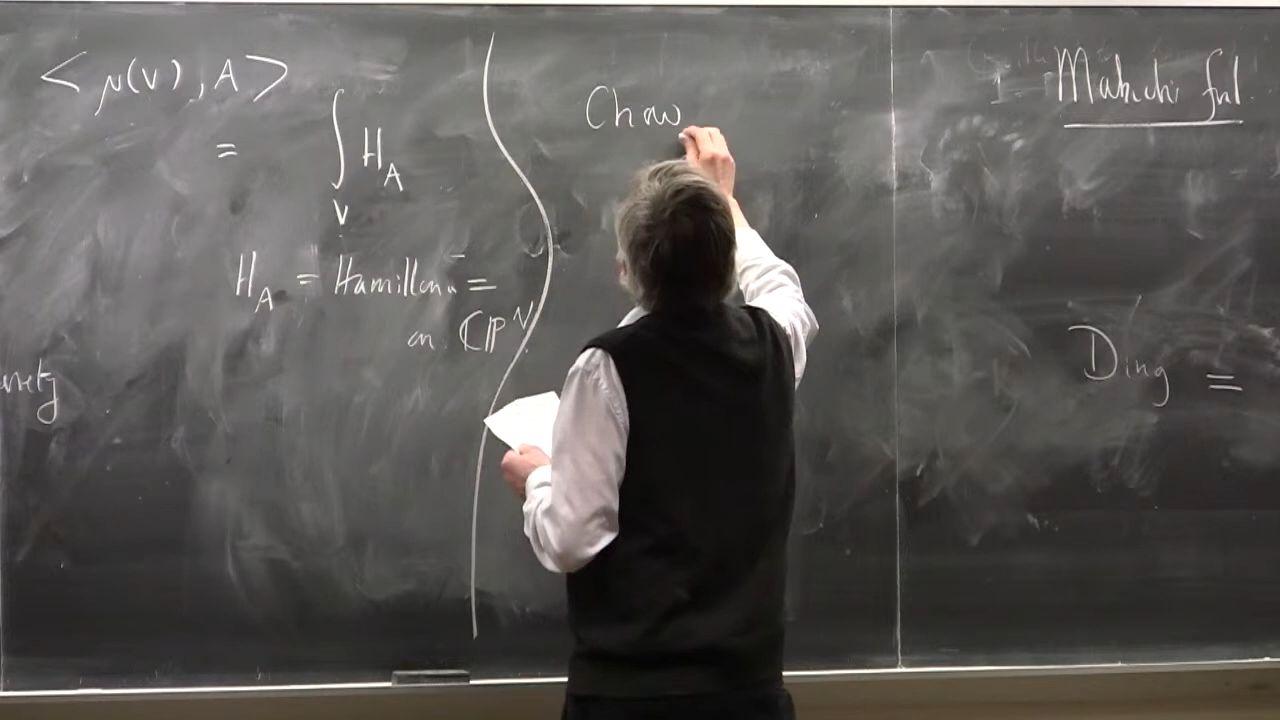 <μ(V), A>
= ∫_V H_A
H_A = Hamiltonian
on CP^N
Chow
Mabuchi fnl.
Ding =